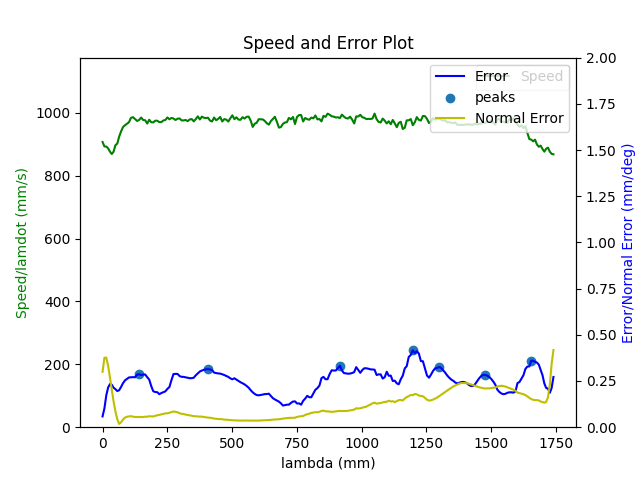 Speed and Error Plot
Speed/lamdot (mm/s)
1000
800
600
400
200
0
Error
peaks
Normal Error
Speed
2.00
1.75
1.50
1.25
1.00
0.75
0.50
0.25
0.00
Error/Normal Error (mm/deg)
0 250 500 750 1000 1250 1500 1750
lambda (mm)